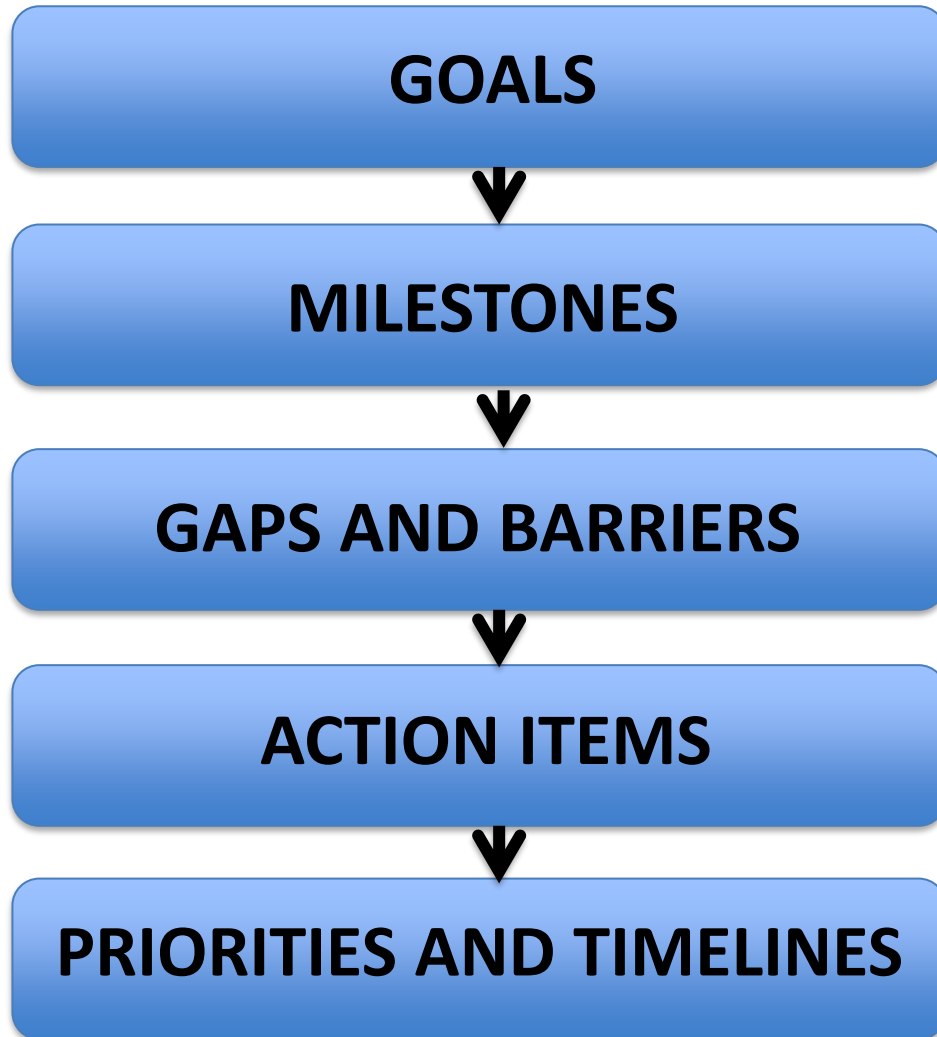 GOALS
MILESTONES
GAPS AND BARRIERS
ACTION ITEMS
PRIORITIES AND TIMELINES